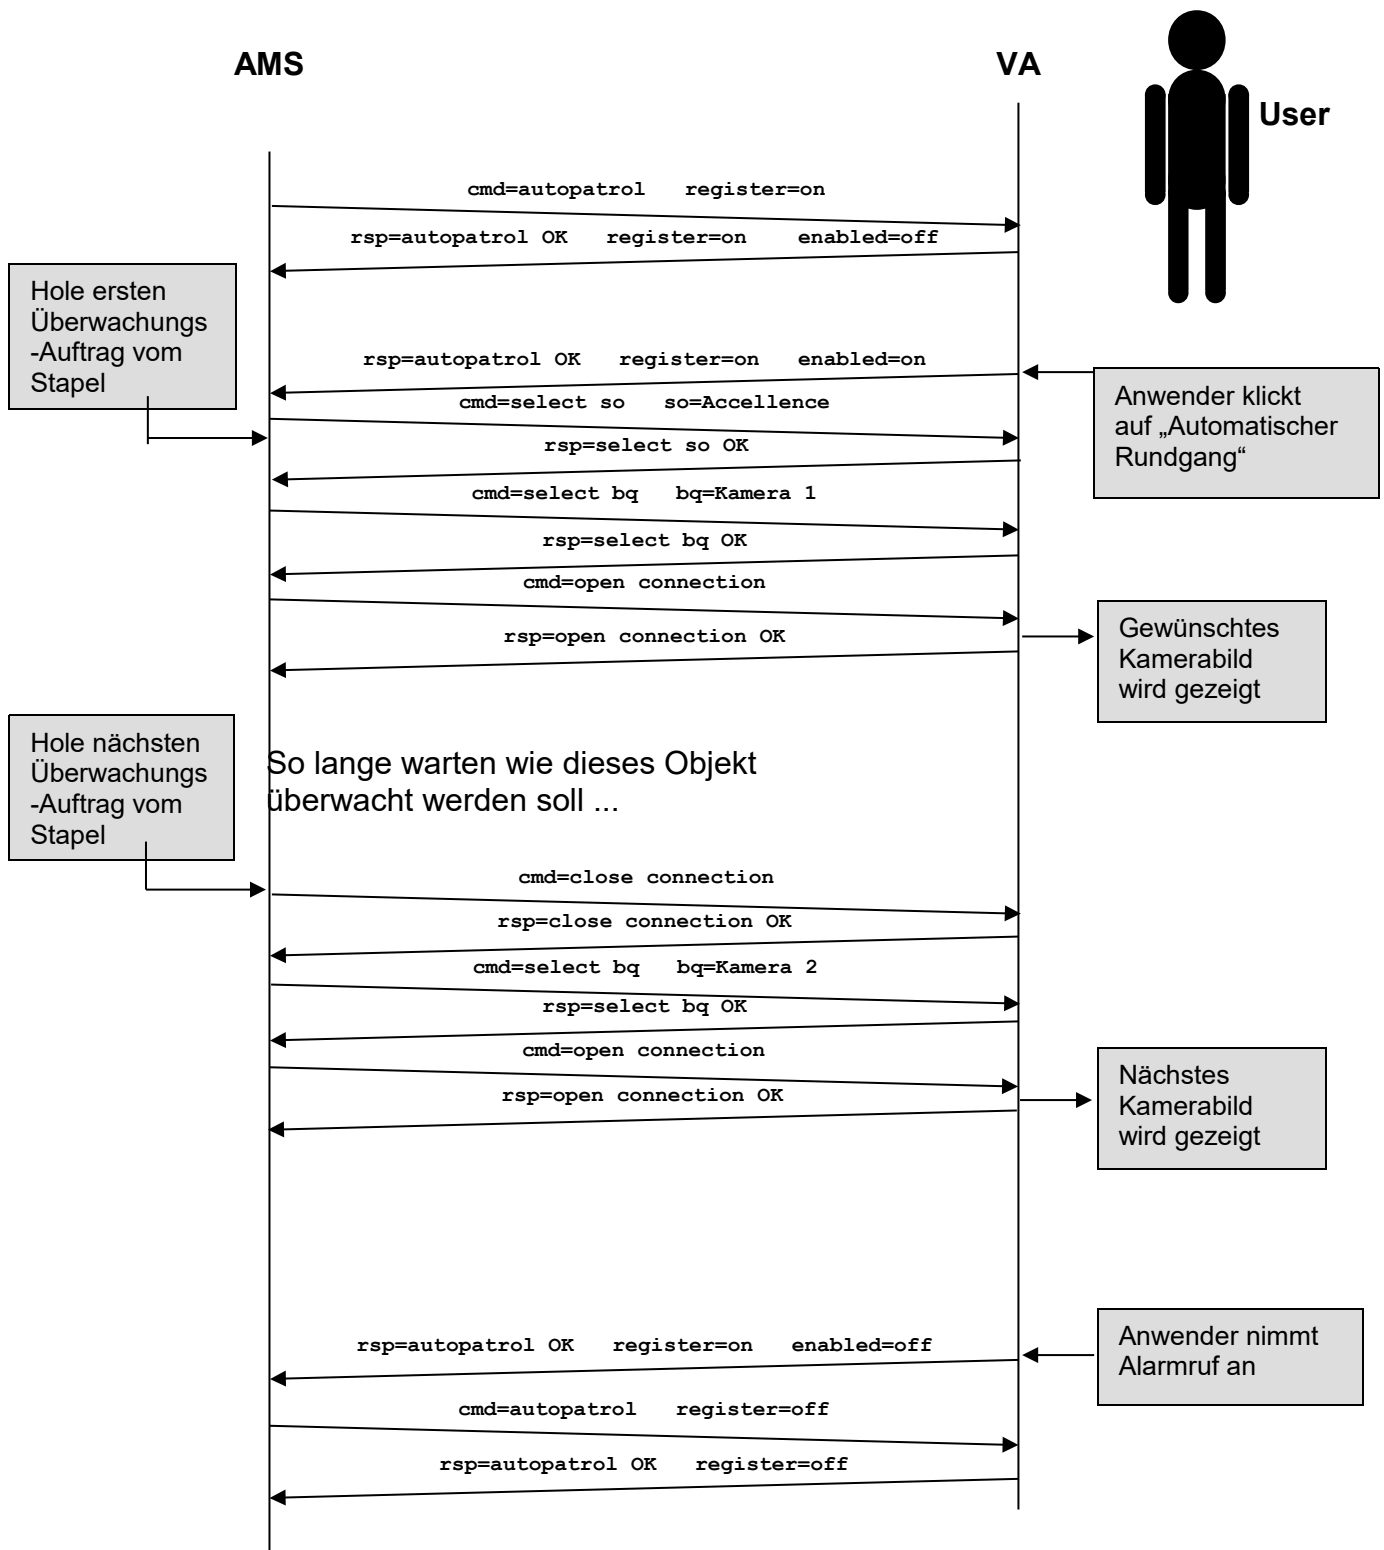 AMS
VA
User
cmd=autopatrol register=on
rsp=autopatrol OK register=on enabled=off
Hole ersten
Überwachungs
-Auftrag vom
Stapel
rsp=autopatrol OK register=on enabled=on
Anwender klickt
auf „Automatischer
Rundgang“
cmd=select so so=Accellence
rsp=select so OK
cmd=select bq bq=Kamera 1
rsp=select bq OK
cmd=open connection
rsp=open connection OK
Gewünschtes
Kamerabild
wird gezeigt
Hole nächsten
Überwachungs
-Auftrag vom
Stapel
So lange warten wie dieses Objekt
überwacht werden soll ...
cmd=close connection
rsp=close connection OK
cmd=select bq bq=Kamera 2
rsp=select bq OK
cmd=open connection
rsp=open connection OK
Nächstes
Kamerabild
wird gezeigt
rsp=autopatrol OK register=on enabled=off
Anwender nimmt
Alarmruf an
cmd=autopatrol register=off
rsp=autopatrol OK register=off